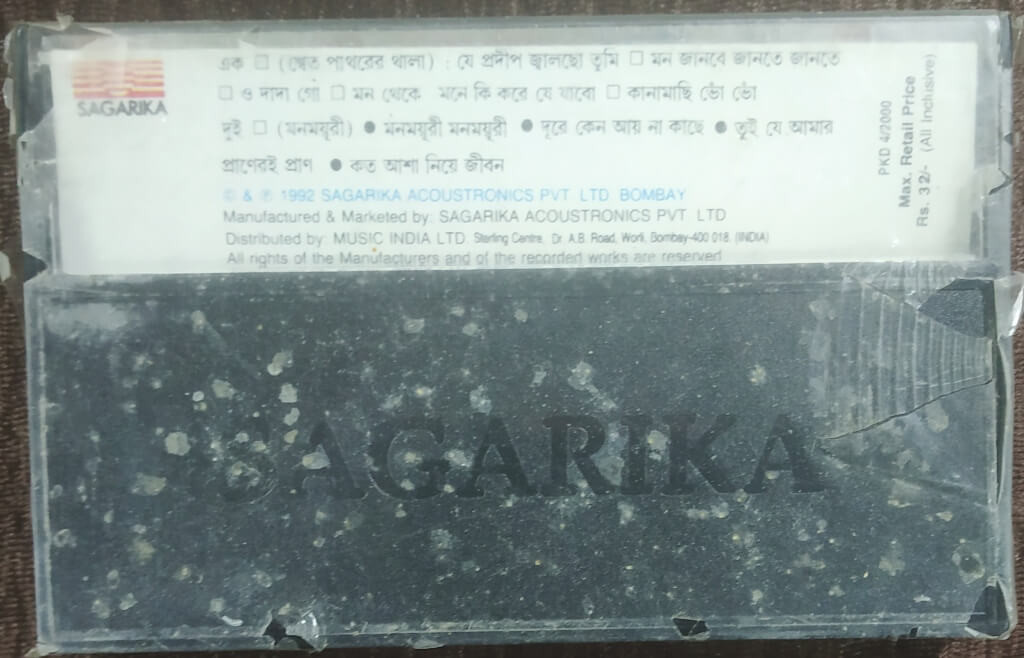 SAGARIKA
এক □ (শ্বেত পাথরের থালা) : যে প্রদীপ জ্বালছো তুমি □ মন জানবে জানতে জানতে
□ ও দাদা গো □ মন থেকে মনে কি করে যে যাবো □ কানামাছি ভোঁ ভোঁ
দুই □ (মনময়ূরী) ● মনময়ূরী মনময়ূরী ● দূরে কেন আয় না কাছে ● তুই যে আমার
প্রাণেরই প্রাণ ● কত আশা নিয়ে জীবন
© & ℗ 1992 SAGARIKA ACOUSTRONICS PVT LTD BOMBAY
Manufactured & Marketed by: SAGARIKA ACOUSTRONICS PVT LTD
Distributed by: MUSIC INDIA LTD. Sterling Centre, Dr. A.B. Road, Worli, Bombay-400 018. (INDIA)
All rights of the Manufacturers and of the recorded works are reserved
PKD 4/2000
Max. Retail Price
Rs. 32/- (All Inclusive)
SAGARIKA